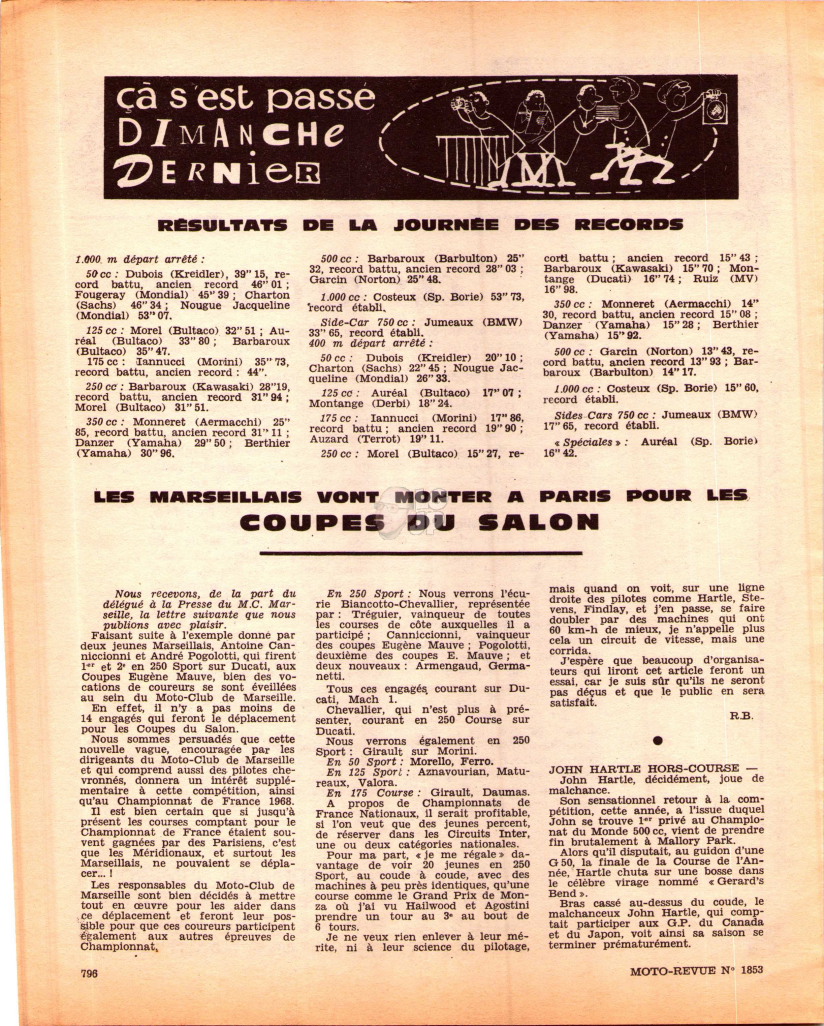 çà s'est passé
DIMANCHE
DERNIER
RÉSULTATS DE LA JOURNÉE DES RECORDS
1.000 m départ arrêté :
50 cc : Dubois (Kreidler), 39" 15, re-
cord battu, ancien record 46" 01 ;
Fougeray (Mondial) 45" 39 ; Charton
(Sachs) 46" 34 ; Nougue Jacqueline
(Mondial) 53" 07.
125 cc : Morel (Bultaco) 32" 51 ; Au-
réal (Bultaco) 33" 80 ; Barbaroux
(Bultaco) 35" 47.
175 cc : Iannucci (Morini) 35" 73,
record battu, ancien record : 44".
250 cc : Barbaroux (Kawasaki) 28"19,
record battu, ancien record 31" 94 ;
Morel (Bultaco) 31" 51.
350 cc : Monneret (Aermacchi) 25"
85, record battu, ancien record 31" 11 ;
Danzer (Yamaha) 29" 50 ; Berthier
(Yamaha) 30" 96.
500 cc : Barbaroux (Barbulton) 25"
32, record battu, ancien record 28" 03 ;
Garcin (Norton) 25" 48.
1.000 cc : Costeux (Sp. Borie) 53" 73,
record établi.
Side-Car 750 cc : Jumeaux (BMW)
33" 65, record établi.
400 m départ arrêté :
50 cc : Dubois (Kreidler) 20" 10 ;
Charton (Sachs) 22" 45 ; Nougue Jac-
queline (Mondial) 26" 33.
125 cc : Auréal (Bultaco) 17" 07 ;
Montange (Derbi) 18" 24.
175 cc : Iannucci (Morini) 17" 86,
record battu ; ancien record 19" 90 ;
Auzard (Terrot) 19" 11.
250 cc : Morel (Bultaco) 15" 27, re-
cord battu ; ancien record 15" 43 ;
Barbaroux (Kawasaki) 15" 70 ; Mon-
tange (Ducati) 16" 74 ; Ruiz (MV)
16" 98.
350 cc : Monneret (Aermacchi) 14"
30, record battu, ancien record 15" 08 ;
Danzer (Yamaha) 15" 28 ; Berthier
(Yamaha) 15" 92.
500 cc : Garcin (Norton) 13" 43, re-
cord battu, ancien record 13" 93 ; Bar-
baroux (Barbulton) 14" 17.
1.000 cc : Costeux (Sp. Borie) 15" 60,
record établi.
Sides-Cars 750 cc : Jumeaux (BMW)
17" 65, record établi.
« Spéciales » : Auréal (Sp. Borie)
16" 42.
LES MARSEILLAIS VONT MONTER A PARIS POUR LES
COUPES DU SALON
Nous recevons, de la part du
délégué à la Presse du M.C. Mar-
seille, la lettre suivante que nous
publions avec plaisir.
Faisant suite à l'exemple donné par
deux jeunes Marseillais, Antoine Can-
niccionni et André Pogolotti, qui firent
1er et 2e en 250 Sport sur Ducati, aux
Coupes Eugène Mauve, bien des vo-
cations de coureurs se sont éveillées
au sein du Moto-Club de Marseille.
En effet, il n'y a pas moins de
14 engagés qui feront le déplacement
pour les Coupes du Salon.
Nous sommes persuadés que cette
nouvelle vague, encouragée par les
dirigeants du Moto-Club de Marseille
et qui comprend aussi des pilotes che-
vronnés, donnera un intérêt supplé-
mentaire à cette compétition, ainsi
qu'au Championnat de France 1968.
Il est bien certain que si jusqu'à
présent les courses comptant pour le
Championnat de France étaient sou-
vent gagnées par des Parisiens, c'est
que les Méridionaux, et surtout les
Marseillais, ne pouvaient se dépla-
cer... !
Les responsables du Moto-Club de
Marseille sont bien décidés à mettre
tout en œuvre pour les aider dans
ce déplacement et feront leur pos-
sible pour que ces coureurs participent
également aux autres épreuves de
Championnat.
En 250 Sport : Nous verrons l'écu-
rie Biancotto-Chevallier, représentée
par : Tréguier, vainqueur de toutes
les courses de côte auxquelles il a
participé ; Canniccionni, vainqueur
des coupes Eugène Mauve ; Pogolotti,
deuxième des coupes E. Mauve ; et
deux nouveaux : Armengaud, Germa-
netti.
Tous ces engagés courant sur Du-
cati, Mach 1.
Chevallier, qui n'est plus à pré-
senter, courant en 250 Course sur
Ducati.
Nous verrons également en 250
Sport : Girault sur Morini.
En 50 Sport : Morello, Ferro.
En 125 Sport : Aznavourian, Matu-
reaux, Valora.
En 175 Course : Girault, Daumas.
A propos de Championnats de
France Nationaux, il serait profitable,
si l'on veut que des jeunes percent,
de réserver dans les Circuits Inter,
une ou deux catégories nationales.
Pour ma part, « je me régale » da-
vantage de voir 20 jeunes en 250
Sport, au coude à coude, avec des
machines à peu près identiques, qu'une
course comme le Grand Prix de Mon-
za où j'ai vu Hailwood et Agostini
prendre un tour au 3e au bout de
6 tours.
Je ne veux rien enlever à leur mé-
rite, ni à leur science du pilotage,
mais quand on voit, sur une ligne
droite des pilotes comme Hartle, Ste-
vens, Findlay, et j'en passe, se faire
doubler par des machines qui ont
60 km-h de mieux, je n'appelle plus
cela un circuit de vitesse, mais une
corrida.
J'espère que beaucoup d'organisa-
teurs qui liront cet article feront un
essai, car je suis sûr qu'ils ne seront
pas déçus et que le public en sera
satisfait.
R.B.
JOHN HARTLE HORS-COURSE —
John Hartle, décidément, joue de
malchance.
Son sensationnel retour à la com-
pétition, cette année, a l'issue duquel
John se trouve 1er privé au Champio-
nat du Monde 500 cc, vient de prendre
fin brutalement à Mallory Park.
Alors qu'il disputait, au guidon d'une
G 50, la finale de la Course de l'An-
née, Hartle chuta sur une bosse dans
le célèbre virage nommé « Gerard's
Bend ».
Bras cassé au-dessus du coude, le
malchanceux John Hartle, qui comp-
tait participer aux G.P. du Canada
et du Japon, voit ainsi sa saison se
terminer prématurément.
796
MOTO-REVUE N° 1853